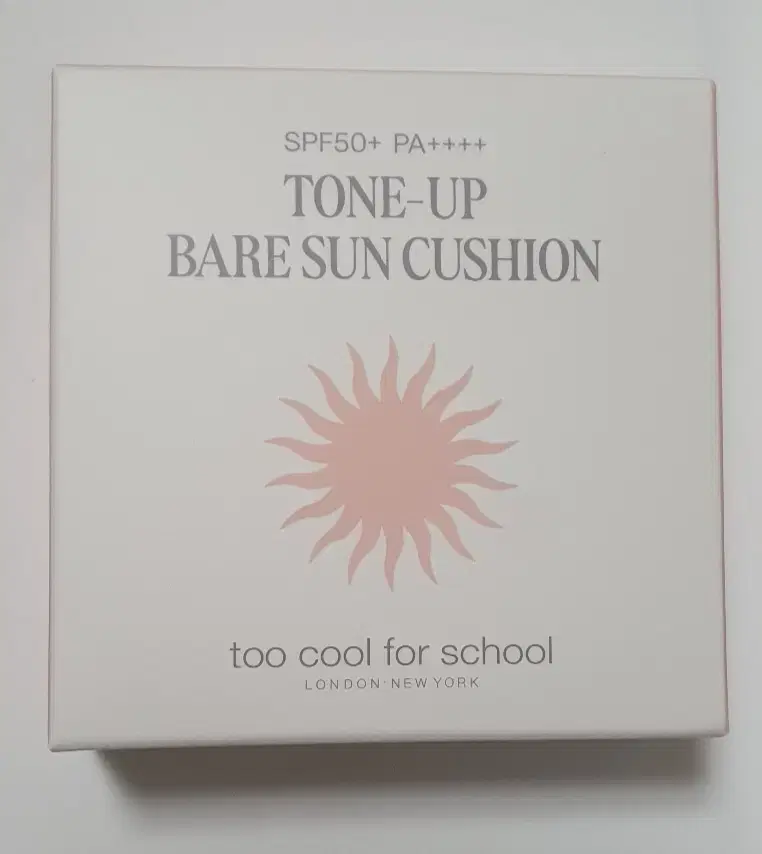 SPF50+ PA++++
TONE-UP
BARE SUN CUSHION
too cool for school
LONDON·NEW YORK